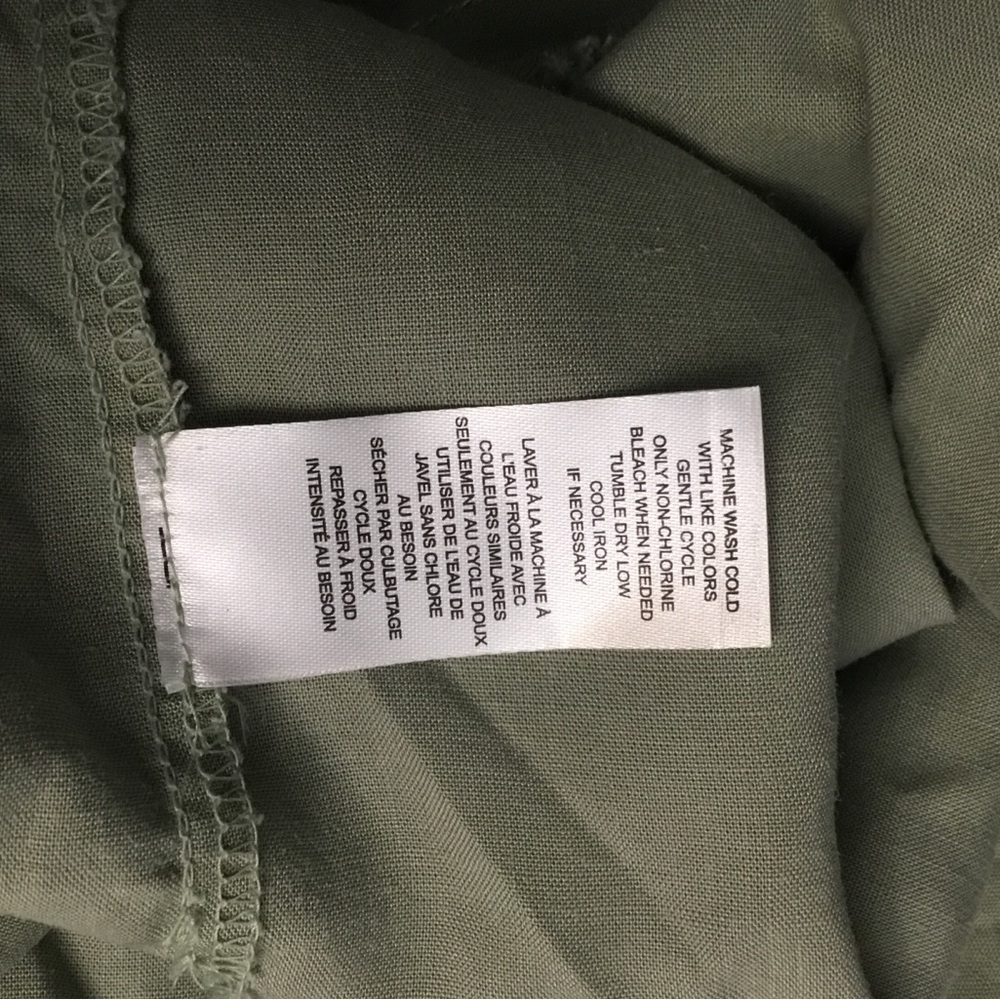 MACHINE WASH COLD
WITH LIKE COLORS
GENTLE CYCLE
ONLY NON-CHLORINE
BLEACH WHEN NEEDED
TUMBLE DRY LOW
COOL IRON
IF NECESSARY
LAVER À LA MACHINE À
L'EAU FROIDE AVEC
COULEURS SIMILAIRES
SEULEMENT AU CYCLE DOUX
UTILISER DE L'EAU DE
JAVEL SANS CHLORE
AU BESOIN
SÉCHER PAR CULBUTAGE
CYCLE DOUX
REPASSER À FROID
INTENSITÉ AU BESOIN